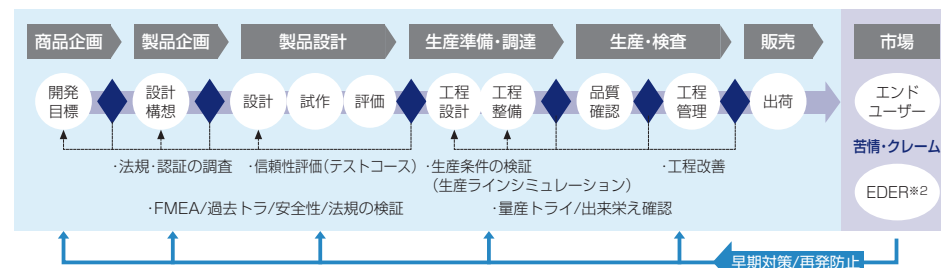 商品企画
製品企画
製品設計
生産準備・調達
生産・検査
販売
市場
開発
目標
設計
構想
設計
試作
評価
工程
設計
工程
整備
品質
確認
工程
管理
出荷
エンド
ユーザー
苦情・クレーム
EDER※2
・法規・認証の調査
・信頼性評価(テストコース)
・生産条件の検証
(生産ラインシミュレーション)
・工程改善
・FMEA/過去トラ/安全性/法規の検証
・量産トライ/出来栄え確認
早期対策/再発防止